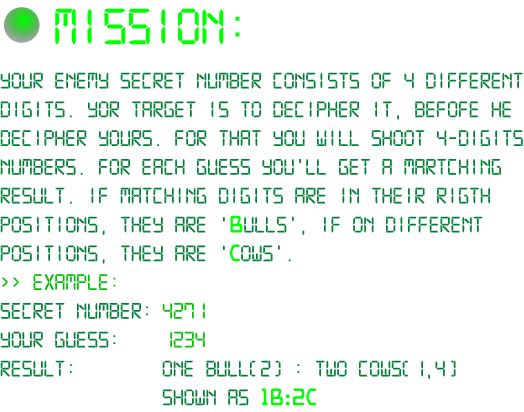 MISSION:
YOUR ENEMY SECRET NUMBER CONSISTS OF 4 DIFFERENT
DIGITS. YOR TARGET IS TO DECIPHER IT, BEFOFE HE
DECIPHER YOURS. FOR THAT YOU WILL SHOOT 4-DIGITS
NUMBERS. FOR EACH GUESS YOU'LL GET A MARTCHING
RESULT. IF MATCHING DIGITS ARE IN THEIR RIGTH
POSITIONS, THEY ARE 'BULLS', IF ON DIFFERENT
POSITIONS, THEY ARE 'COWS'.
>> EXAMPLE:
SECRET NUMBER: 4271
YOUR GUESS: 1234
RESULT: ONE BULL(2) : TWO COWS(1,4)
SHOWN AS 1B:2C